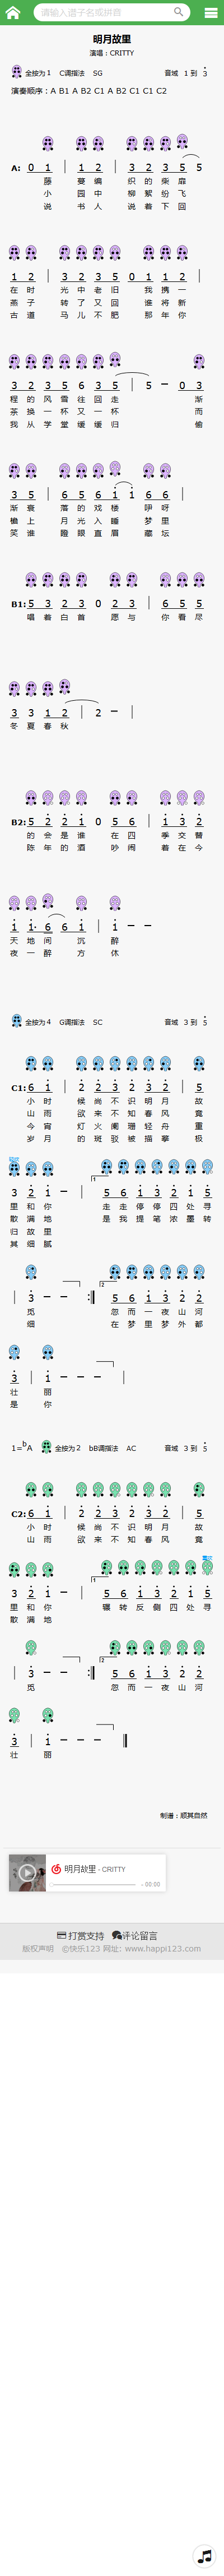 请输入谱子名或拼音
明月故里
演唱：CRITTY
全按为1 C调指法 SG 音域 1 到 3
演奏顺序：A B1 A B2 C1 A B2 C1 C1 C2
A: 0 1 | 1 2 | 3 2 3 5 5
藤 蔓 编 织 的 柴 扉
小 园 中 柳 絮 纷 飞
说 书 人 说 着 下 回
1 2 | 3 2 3 5 0 1 1 2 |
在 时 光 中 老 旧 我 携 一
燕 子 转 了 又 回 谁 将 新
古 道 马 儿 不 肥 那 年 你
3 2 3 5 6 3 5 | 5 – 0 3
程 的 风 雪 往 回 走 渐
茶 换 一 杯 又 一 杯 而
我 从 学 堂 缓 缓 归 偷
3 5 | 6 5 6 1 1 6 6 |
渐 衰 落 的 戏 楼 咿 呀
檐 上 月 光 入 睡 梦 里
笑 谁 瞪 眼 直 眉 蘸 坛
B1: 5 3 2 3 0 2 3 | 6 5 5
唱 着 白 首 愿 与 你 看 尽
3 3 1 2 | 2 – |
冬 夏 春 秋
B2: 5 2 2 1 0 5 6 | 1 3 2
的 会 是 谁 在 四 季 交 替
陈 年 的 酒 吵 闹 着 在 今
1 1· 6 6 1 | 1 – –
天 地 间 沉 醉
夜 一 醉 方 休
全按为4 G调指法 SC 音域 3 到 5
C1: 6 1 | 2 2 3 2 3 2 | 5
小 时 候 尚 不 识 明 月 故
山 雨 欲 来 不 知 春 风 竟
今 宵 灯 火 阑 珊 轻 舟 重
岁 月 的 斑 驳 被 描 摹 极
3 2 1 – | 1 5 6 1 3 2 1 5
里 和 你 走 走 停 停 四 处 寻
散 满 地 是 我 提 笔 浓 墨 转
归 故 里
其 细 腻
| 3 – – :‖ 2 5 6 1 3 2 2
觅 忽 而 一 夜 山 河
细 在 梦 里 梦 外 都
3 | 1 – – – |
壮 丽
是 你
1=bA 全按为2 bB调指法 AC 音域 3 到 5
C2: 6 1 | 2 2 3 2 3 2 | 5
小 时 候 尚 不 识 明 月 故
山 雨 欲 来 不 知 春 风 竟
3 2 1 – | 1 5 6 1 3 2 1 5
里 和 你 辗 转 反 侧 四 处 寻
散 满 地
| 3 – – :‖ 2 5 6 1 3 2 2
觅 忽 而 一 夜 山 河
3 | 1 – – – ‖
壮 丽
制谱：顺其自然
明月故里 - CRITTY
- 00:00
打赏支持 评论留言
版权声明 ©快乐123 网址: www.happi123.com